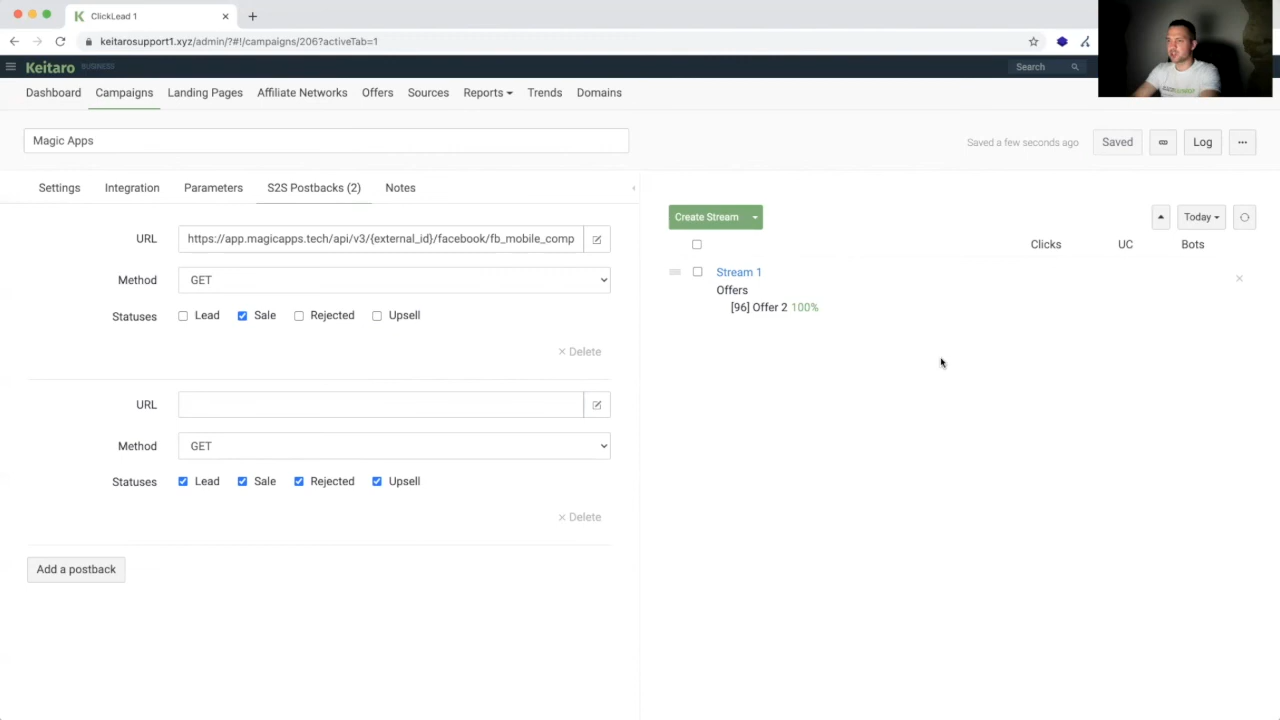 ClickLead 1
keitarosupport1.xyz/admin/?#!/campaigns/206?activeTab=1
Keitaro BUSINESS
Search
Dashboard Campaigns Landing Pages Affiliate Networks Offers Sources Reports Trends Domains
Magic Apps
Saved a few seconds ago Saved Log
Settings Integration Parameters S2S Postbacks (2) Notes
URL https://app.magicapps.tech/api/v3/{external_id}/facebook/fb_mobile_comp
Method GET
Statuses Lead Sale Rejected Upsell
Delete
URL
Method GET
Statuses Lead Sale Rejected Upsell
Delete
Add a postback
Create Stream Today
Clicks UC Bots
Stream 1
Offers
[96] Offer 2 100%